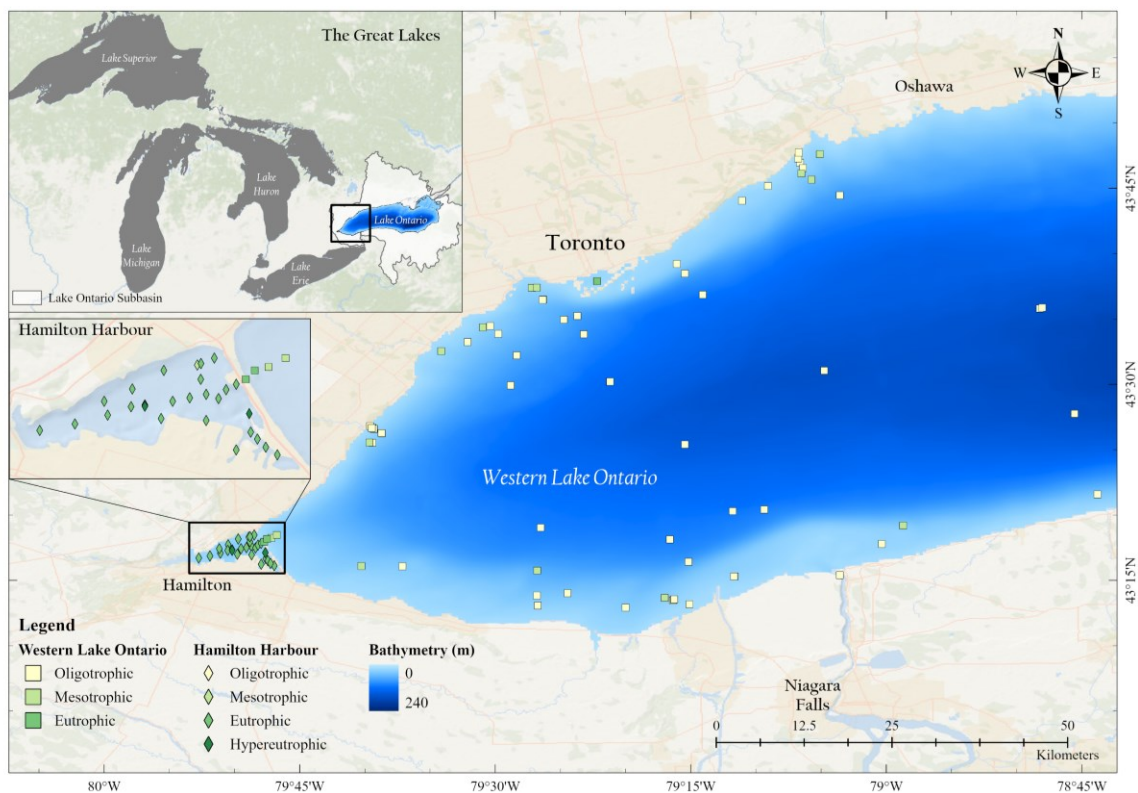 The Great Lakes
Lake Superior
Lake
Huron
Lake
Michigan
Lake
Erie
Lake Ontario
Lake Ontario Subbasin
N
W
E
S
Oshawa
Toronto
Western Lake Ontario
Hamilton Harbour
Hamilton
Niagara
Falls
Legend
Western Lake Ontario
Oligotrophic
Mesotrophic
Eutrophic
Hamilton Harbour
Oligotrophic
Mesotrophic
Eutrophic
Hypereutrophic
Bathymetry (m)
0
240
0 12.5 25 50
Kilometers
43°45'N
43°30'N
43°15'N
80°W 79°45'W 79°30'W 79°15'W 79°W 78°45'W